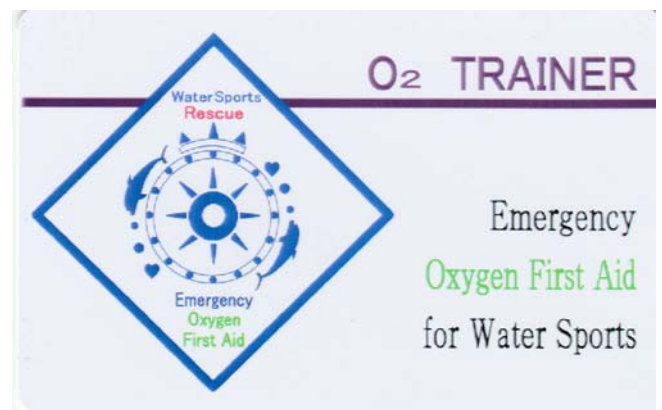 O2 TRAINER
WaterSports
Rescue
Emergency
Oxygen
First Aid
Emergency
Oxygen First Aid
for Water Sports